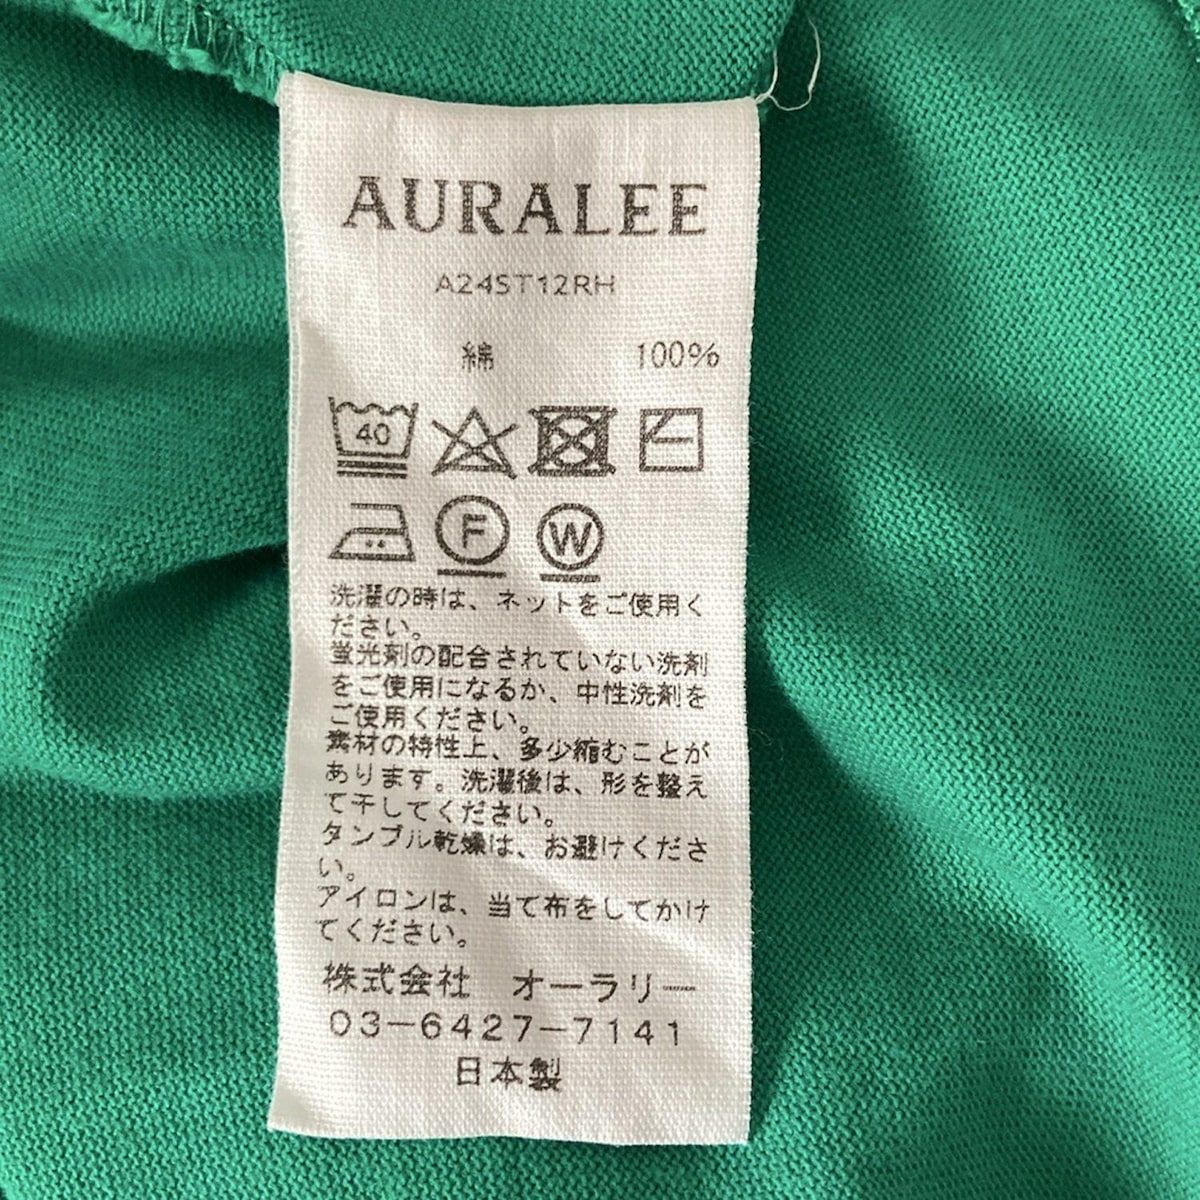 AURALEE
A24ST12RH
綿 100%
40
F W
洗濯の時は、ネットをご使用く
ださい。
蛍光剤の配合されていない洗剤
をご使用になるか、中性洗剤を
ご使用ください。
素材の特性上、多少縮むことが
あります。洗濯後は、形を整え
て干してください。
タンブル乾燥は、お避けくださ
い。
アイロンは、当て布をしてかけ
てください。
株式会社 オーラリー
03-6427-7141
日本製